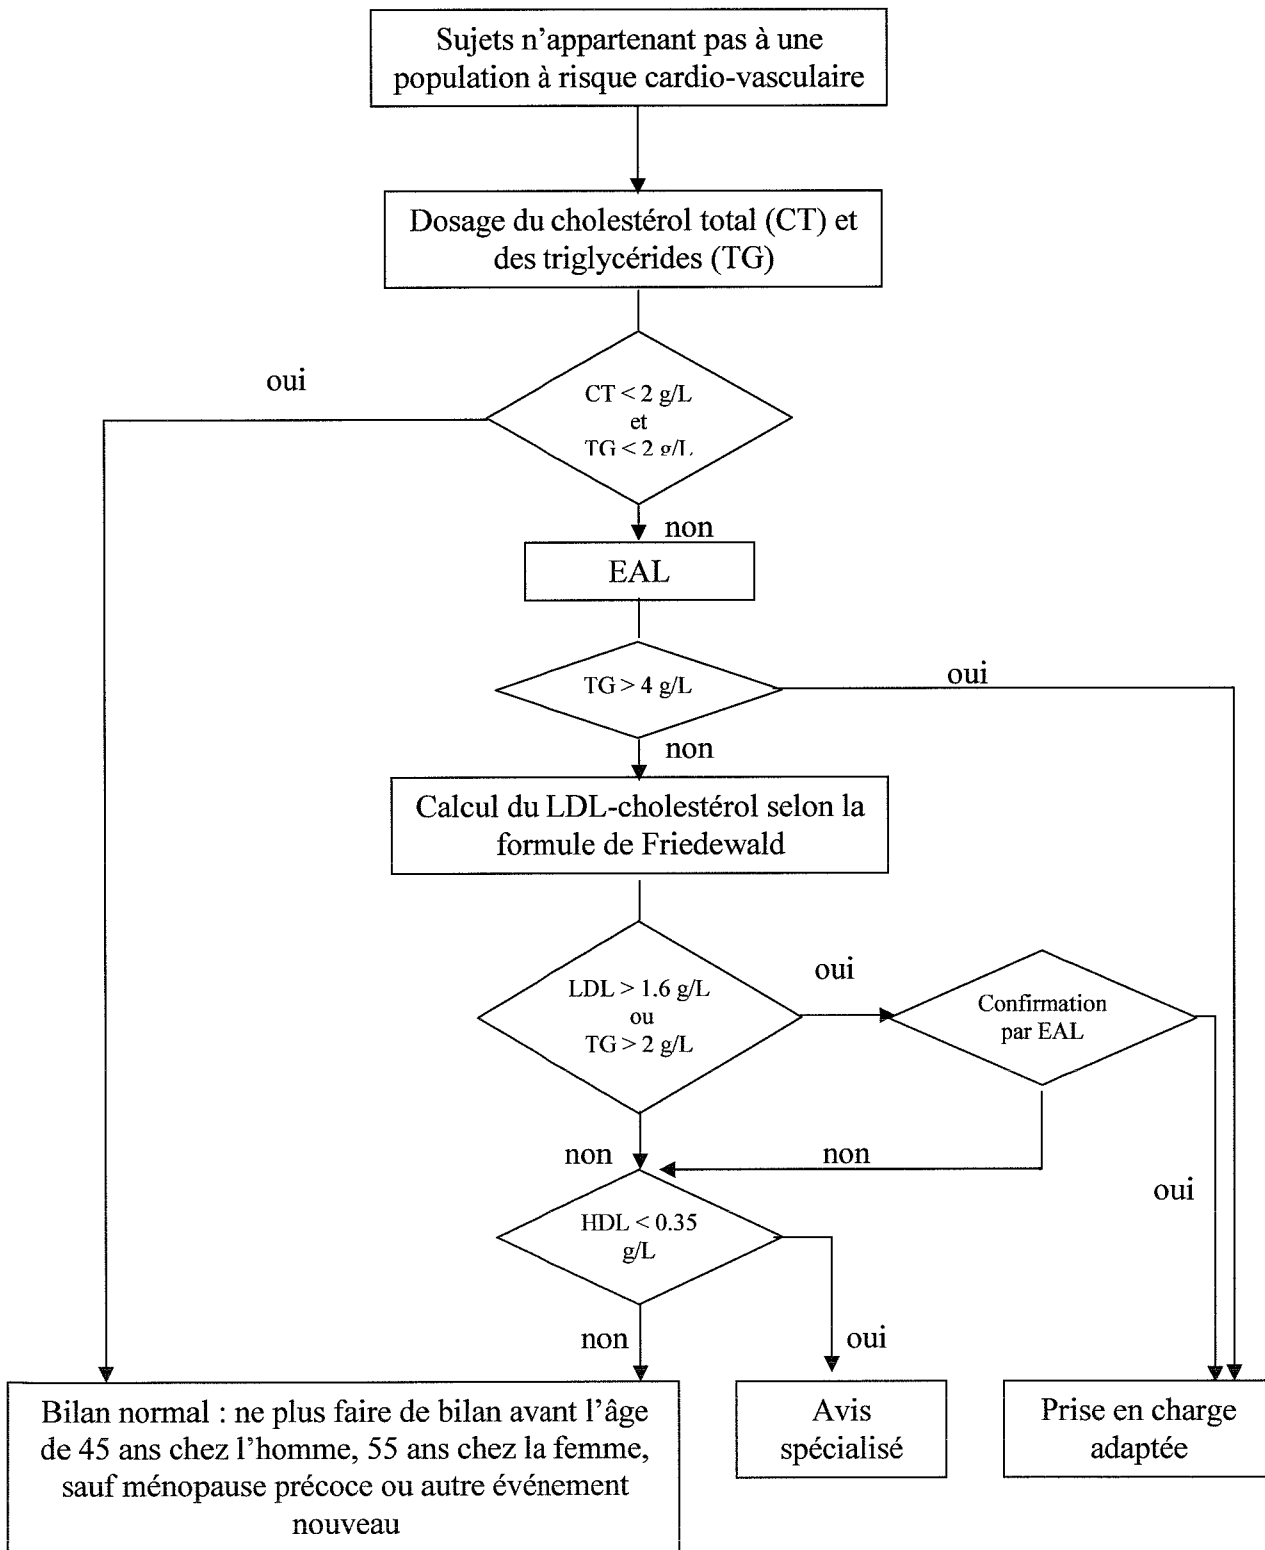 Sujets n'appartenant pas à une
population à risque cardio-vasculaire
Dosage du cholestérol total (CT) et
des triglycérides (TG)
oui
CT < 2 g/L
et
TG < 2 g/L
non
EAL
TG > 4 g/L
oui
non
Calcul du LDL-cholestérol selon la
formule de Friedewald
LDL > 1.6 g/L
ou
TG > 2 g/L
oui
Confirmation
par EAL
non
non
oui
HDL < 0.35
g/L
non
oui
Bilan normal : ne plus faire de bilan avant l'âge
de 45 ans chez l'homme, 55 ans chez la femme,
sauf ménopause précoce ou autre événement
nouveau
Avis
spécialisé
Prise en charge
adaptée